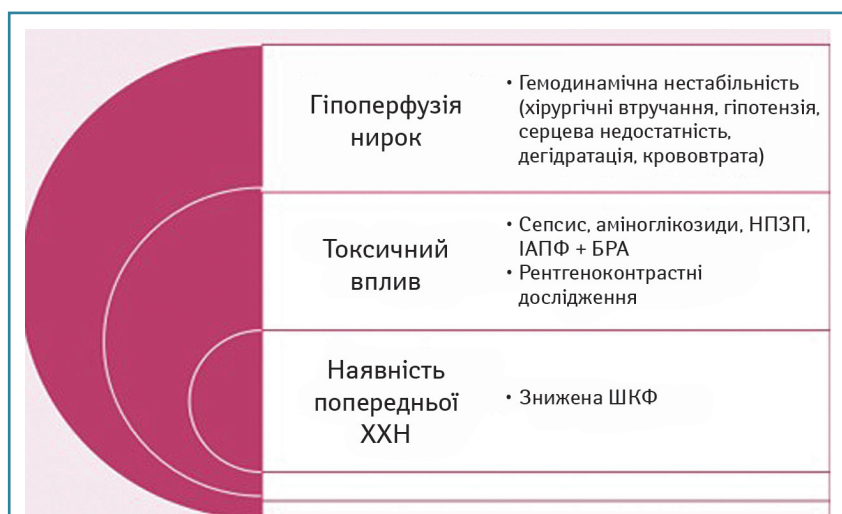 Гіпоперфузія
нирок
• Гемодинамічна нестабільність
(хірургічні втручання, гіпотензія,
серцева недостатність,
дегідратація, крововтрата)
Токсичний
вплив
• Сепсис, аміноглікозиди, НПЗП,
ІАПФ + БРА
• Рентгеноконтрастні
дослідження
Наявність
попередньої
ХХН
• Знижена ШКФ